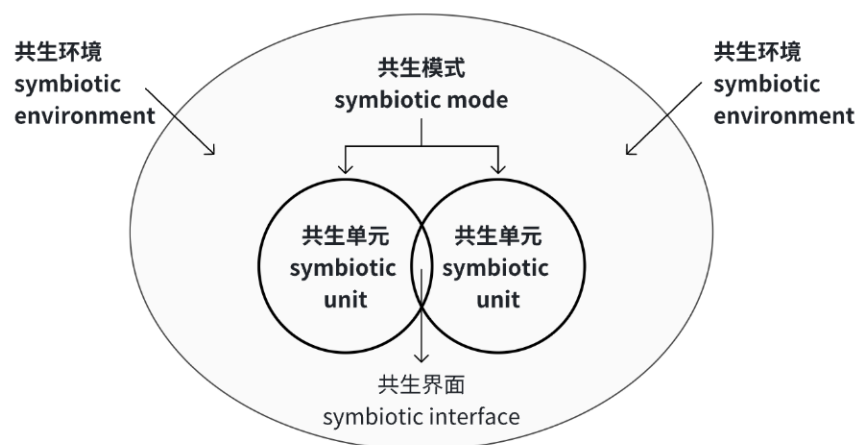 共生环境
symbiotic
environment
共生模式
symbiotic mode
共生环境
symbiotic
environment
共生单元
symbiotic
unit
共生单元
symbiotic
unit
共生界面
symbiotic interface